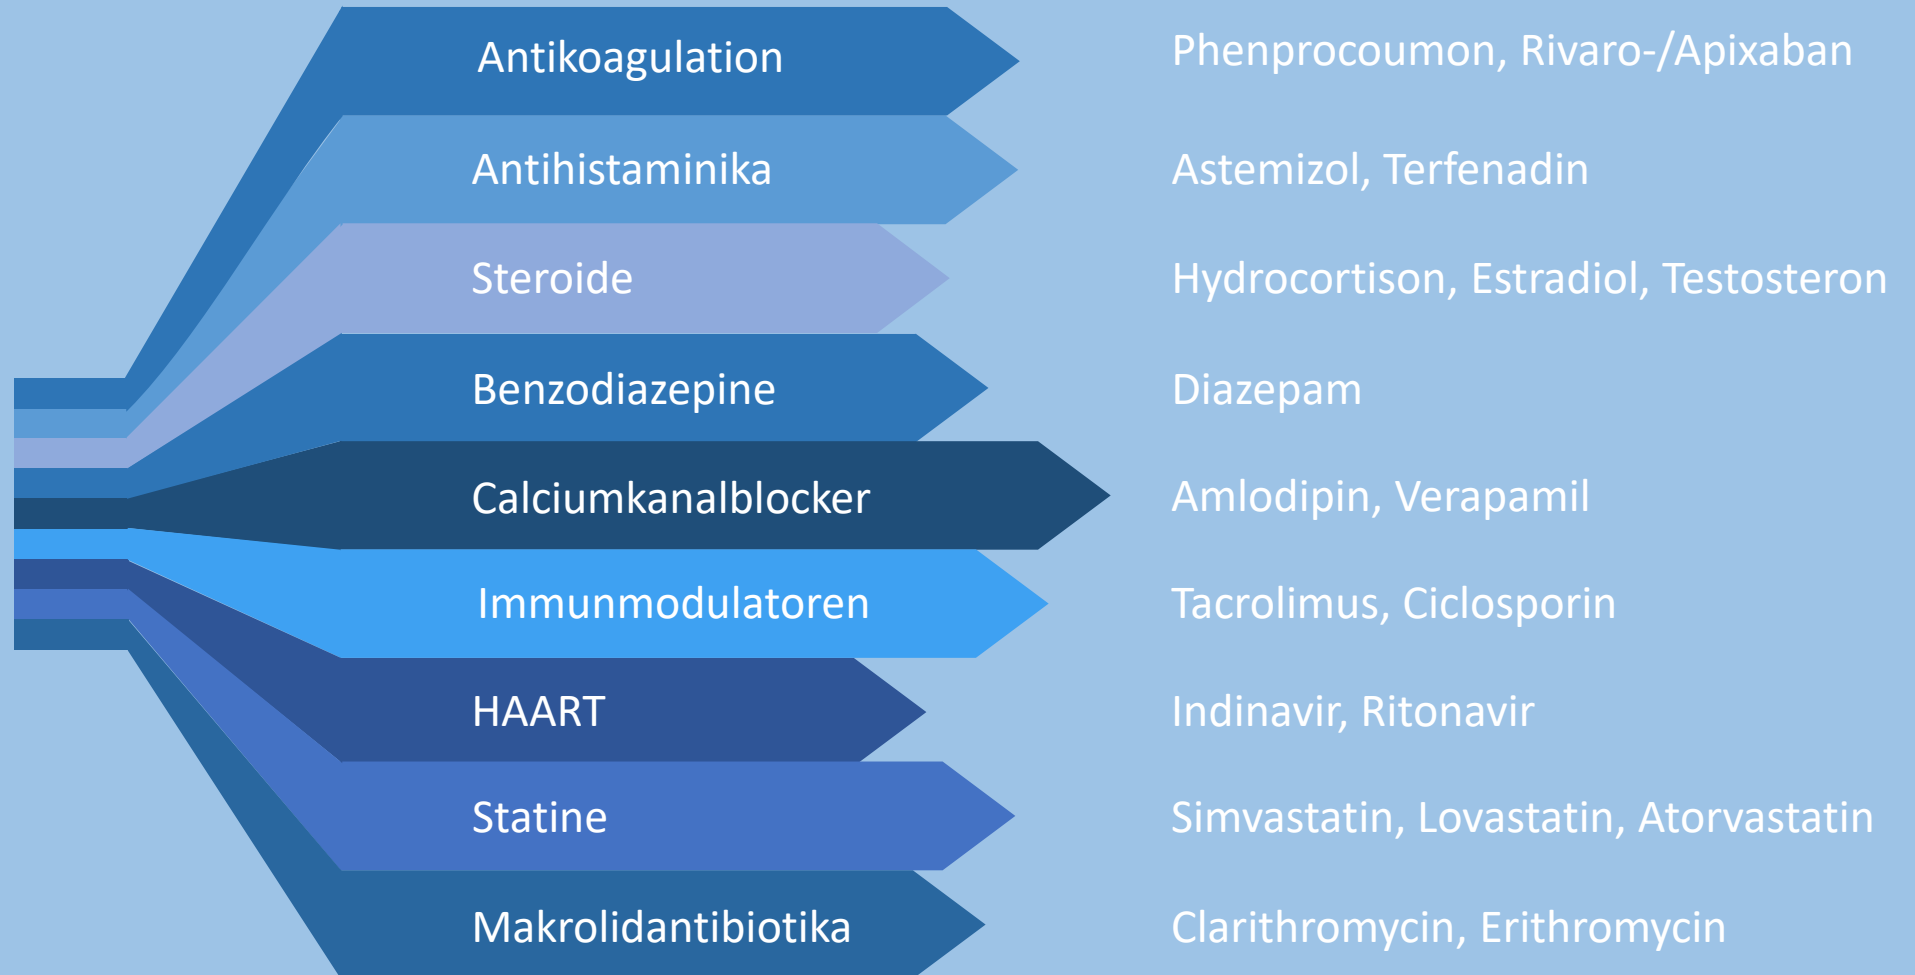 Antikoagulation Phenprocoumon, Rivaro-/Apixaban
Antihistaminika Astemizol, Terfenadin
Steroide Hydrocortison, Estradiol, Testosteron
Benzodiazepine Diazepam
Calciumkanalblocker Amlodipin, Verapamil
Immunmodulatoren Tacrolimus, Ciclosporin
HAART Indinavir, Ritonavir
Statine Simvastatin, Lovastatin, Atorvastatin
Makrolidantibiotika Clarithromycin, Erithromycin